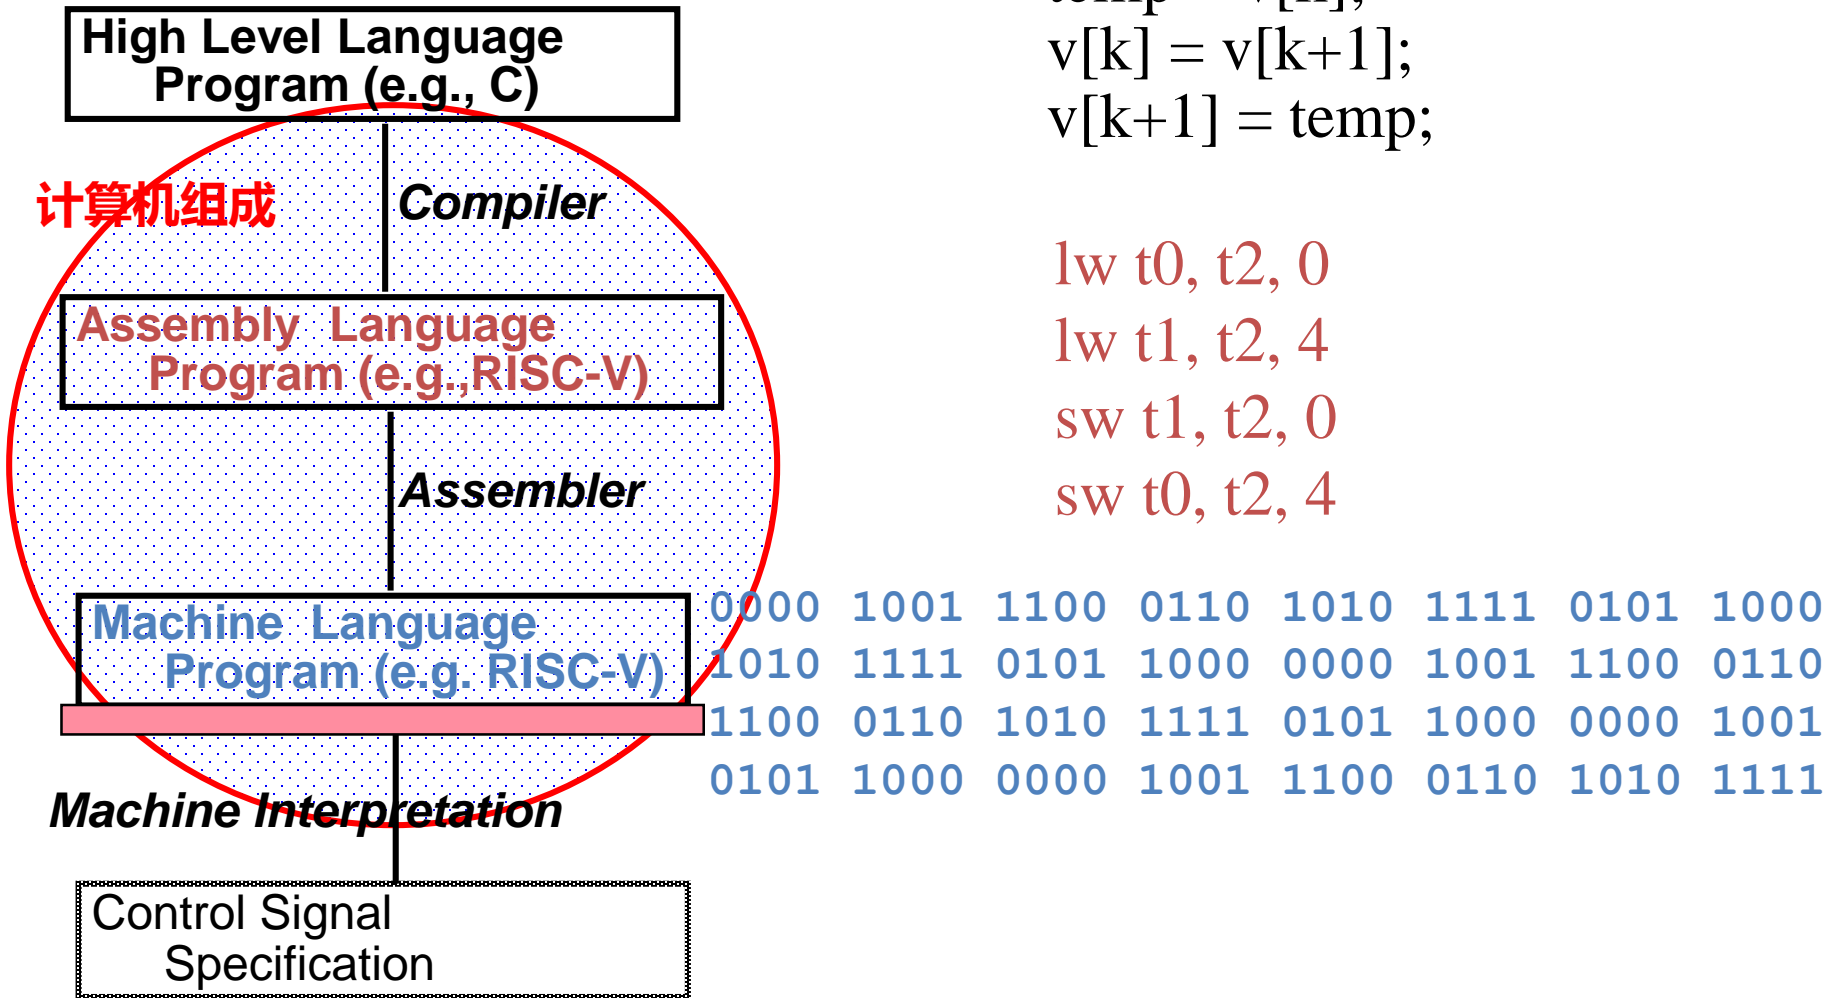 High Level Language
Program (e.g., C)
计算机组成
Compiler
Assembly Language
Program (e.g.,RISC-V)
Assembler
Machine Language
Program (e.g. RISC-V)
Machine Interpretation
Control Signal
Specification
v[k] = v[k+1];
v[k+1] = temp;
lw t0, t2, 0
lw t1, t2, 4
sw t1, t2, 0
sw t0, t2, 4
0000 1001 1100 0110 1010 1111 0101 1000
1010 1111 0101 1000 0000 1001 1100 0110
1100 0110 1010 1111 0101 1000 0000 1001
0101 1000 0000 1001 1100 0110 1010 1111